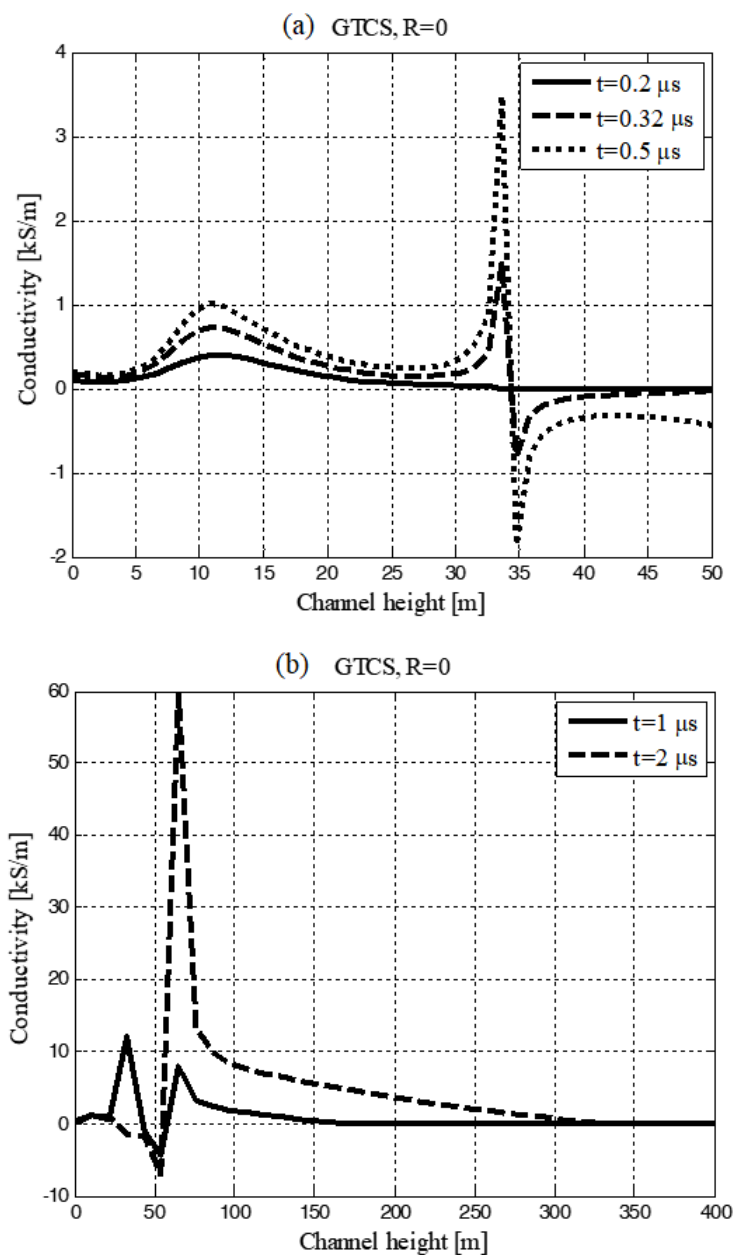 (a) GTCS, R=0
4
3
2
1
0
-1
-2
Conductivity [kS/m]
t=0.2 μs
t=0.32 μs
t=0.5 μs
0 5 10 15 20 25 30 35 40 45 50
Channel height [m]
(b) GTCS, R=0
60
50
40
30
20
10
0
-10
Conductivity [kS/m]
t=1 μs
t=2 μs
0 50 100 150 200 250 300 350 400
Channel height [m]